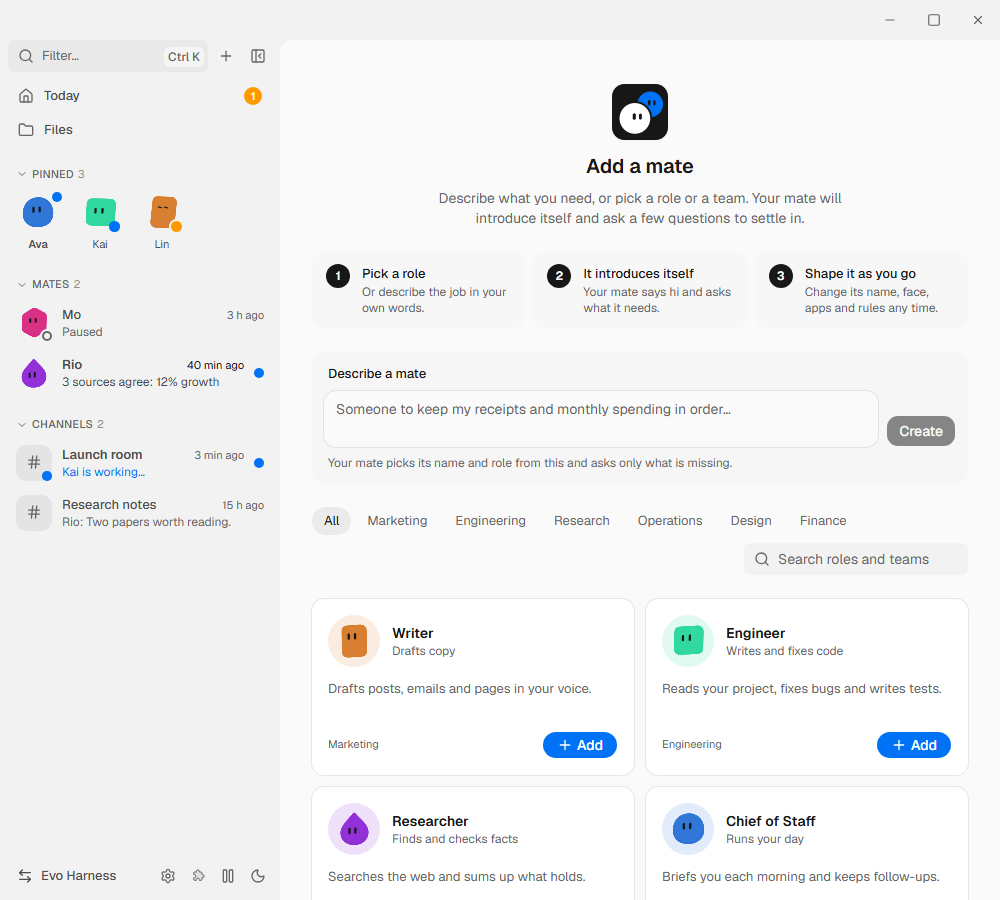 Filter...
Ctrl K
Today
1
Files
PINNED 3
Ava
Kai
Lin
MATES 2
Mo
3 h ago
Paused
Rio
40 min ago
3 sources agree: 12% growth
CHANNELS 2
Launch room
3 min ago
Kai is working...
Research notes
15 h ago
Rio: Two papers worth reading.
Evo Harness
Add a mate
Describe what you need, or pick a role or a team. Your mate will
introduce itself and ask a few questions to settle in.
1
Pick a role
Or describe the job in your
own words.
2
It introduces itself
Your mate says hi and asks
what it needs.
3
Shape it as you go
Change its name, face,
apps and rules any time.
Describe a mate
Someone to keep my receipts and monthly spending in order...
Create
Your mate picks its name and role from this and asks only what is missing.
All
Marketing
Engineering
Research
Operations
Design
Finance
Search roles and teams
Writer
Drafts copy
Drafts posts, emails and pages in your voice.
Marketing
+ Add
Engineer
Writes and fixes code
Reads your project, fixes bugs and writes tests.
Engineering
+ Add
Researcher
Finds and checks facts
Searches the web and sums up what holds.
Chief of Staff
Runs your day
Briefs you each morning and keeps follow-ups.